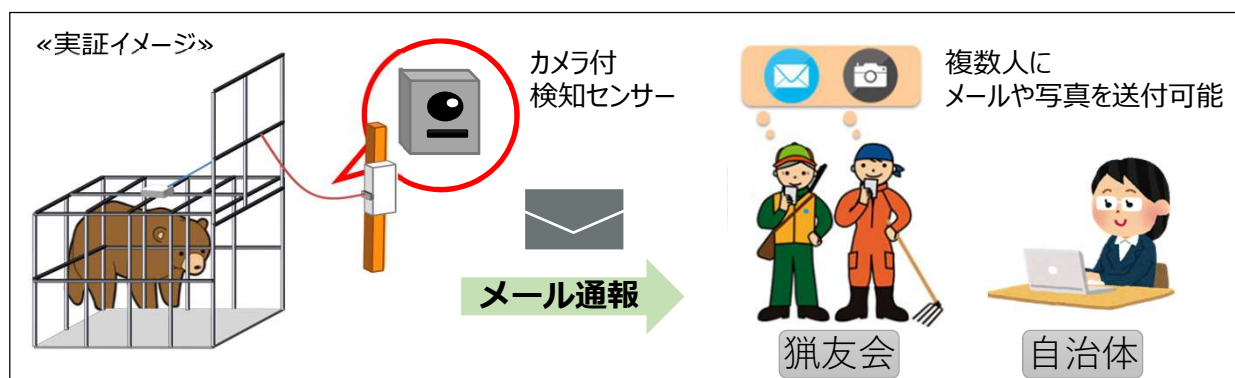 ≪実証イメージ≫
カメラ付
検知センサー
複数人に
メールや写真を送付可能
メール通報
猟友会
自治体